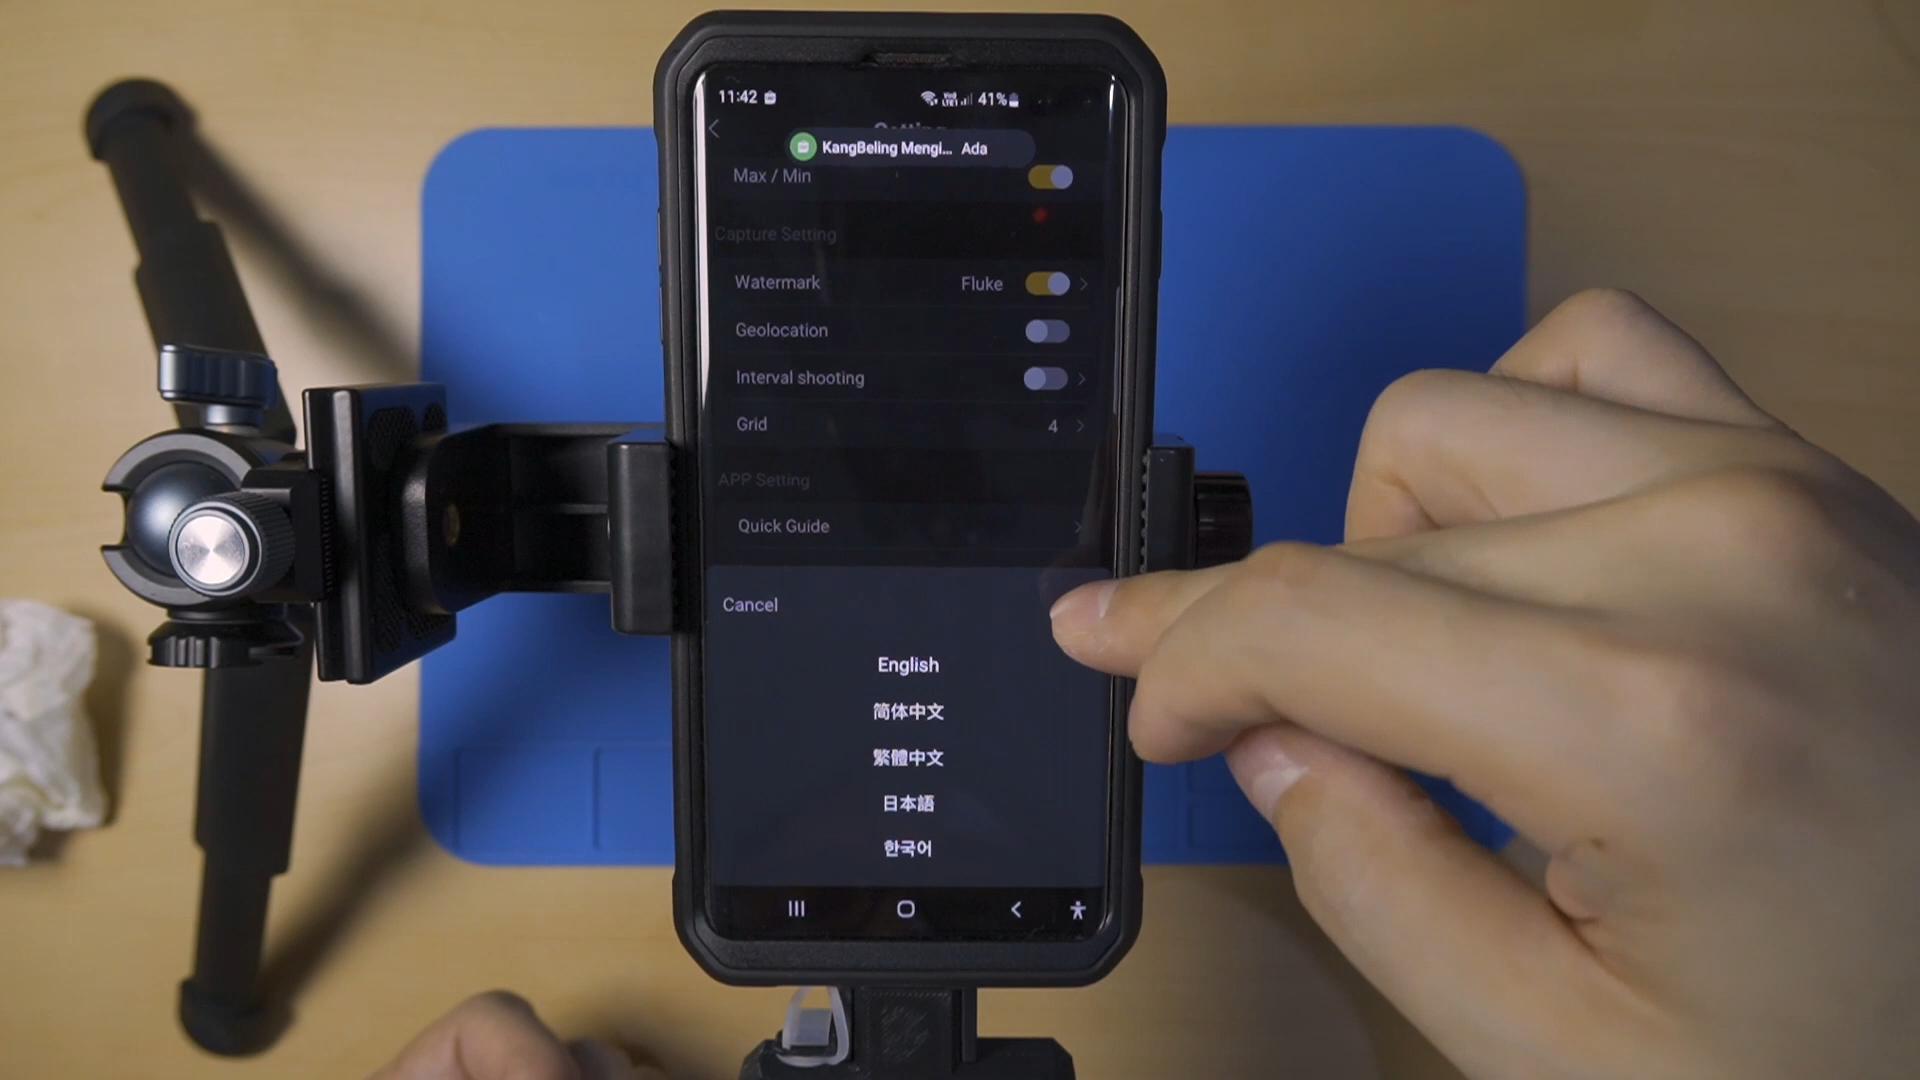 11:42 41%
KangBeling Mengi... Ada
Max / Min
Capture Setting
Watermark Fluke
Geolocation
Interval shooting
Grid 4
APP Setting
Quick Guide
Cancel
English
简体中文
繁體中文
日本語
한국어